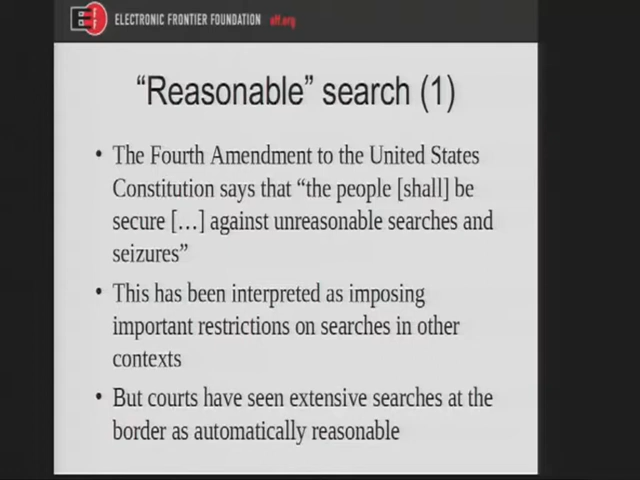 ELECTRONIC FRONTIER FOUNDATION eff.org
“Reasonable” search (1)
• The Fourth Amendment to the United States
Constitution says that “the people [shall] be
secure […] against unreasonable searches and
seizures”
• This has been interpreted as imposing
important restrictions on searches in other
contexts
• But courts have seen extensive searches at the
border as automatically reasonable